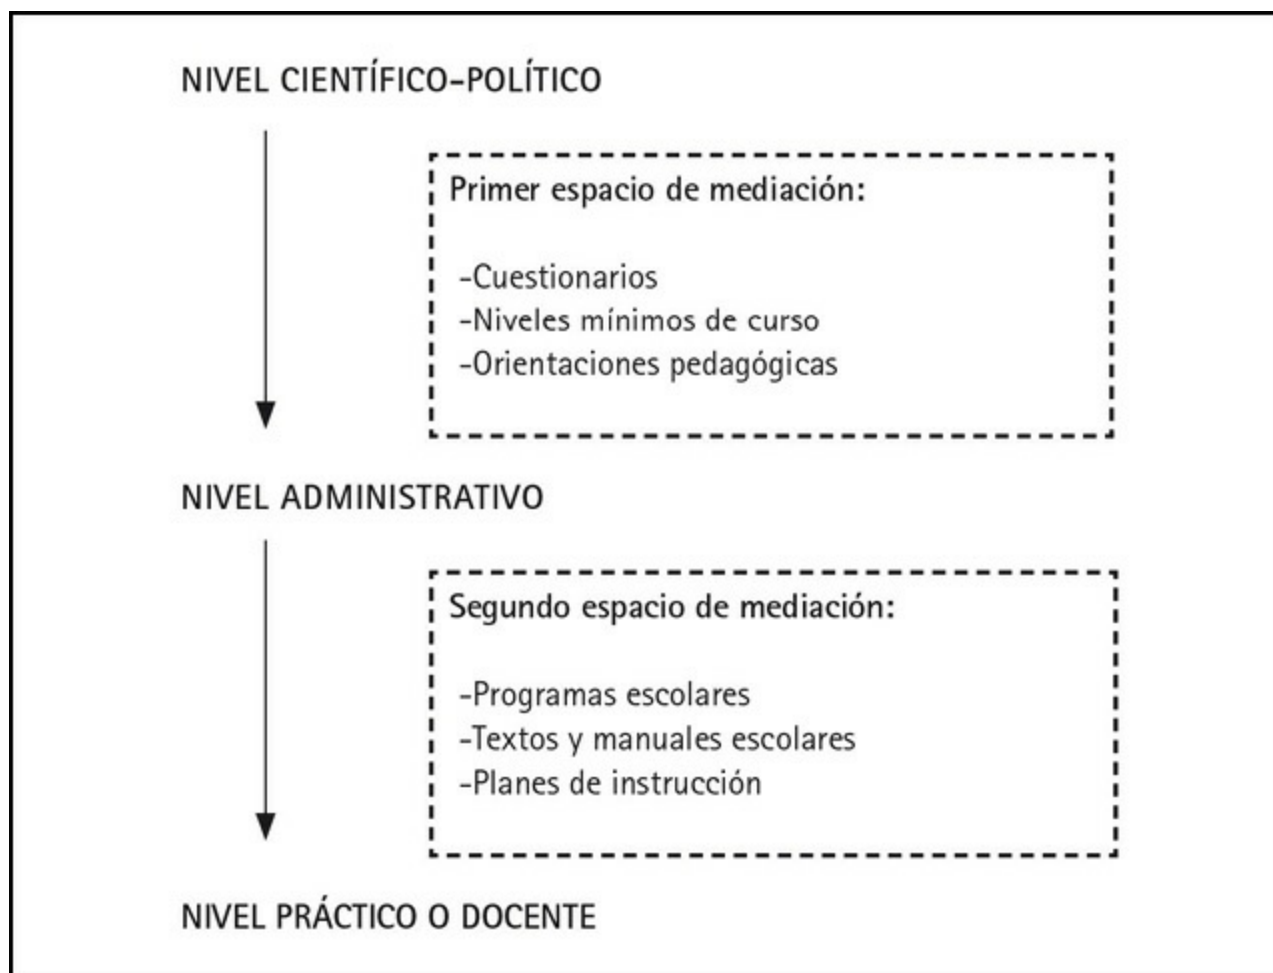 NIVEL CIENTÍFICO-POLÍTICO
Primer espacio de mediación:
-Cuestionarios
-Niveles mínimos de curso
-Orientaciones pedagógicas
NIVEL ADMINISTRATIVO
Segundo espacio de mediación:
-Programas escolares
-Textos y manuales escolares
-Planes de instrucción
NIVEL PRÁCTICO O DOCENTE